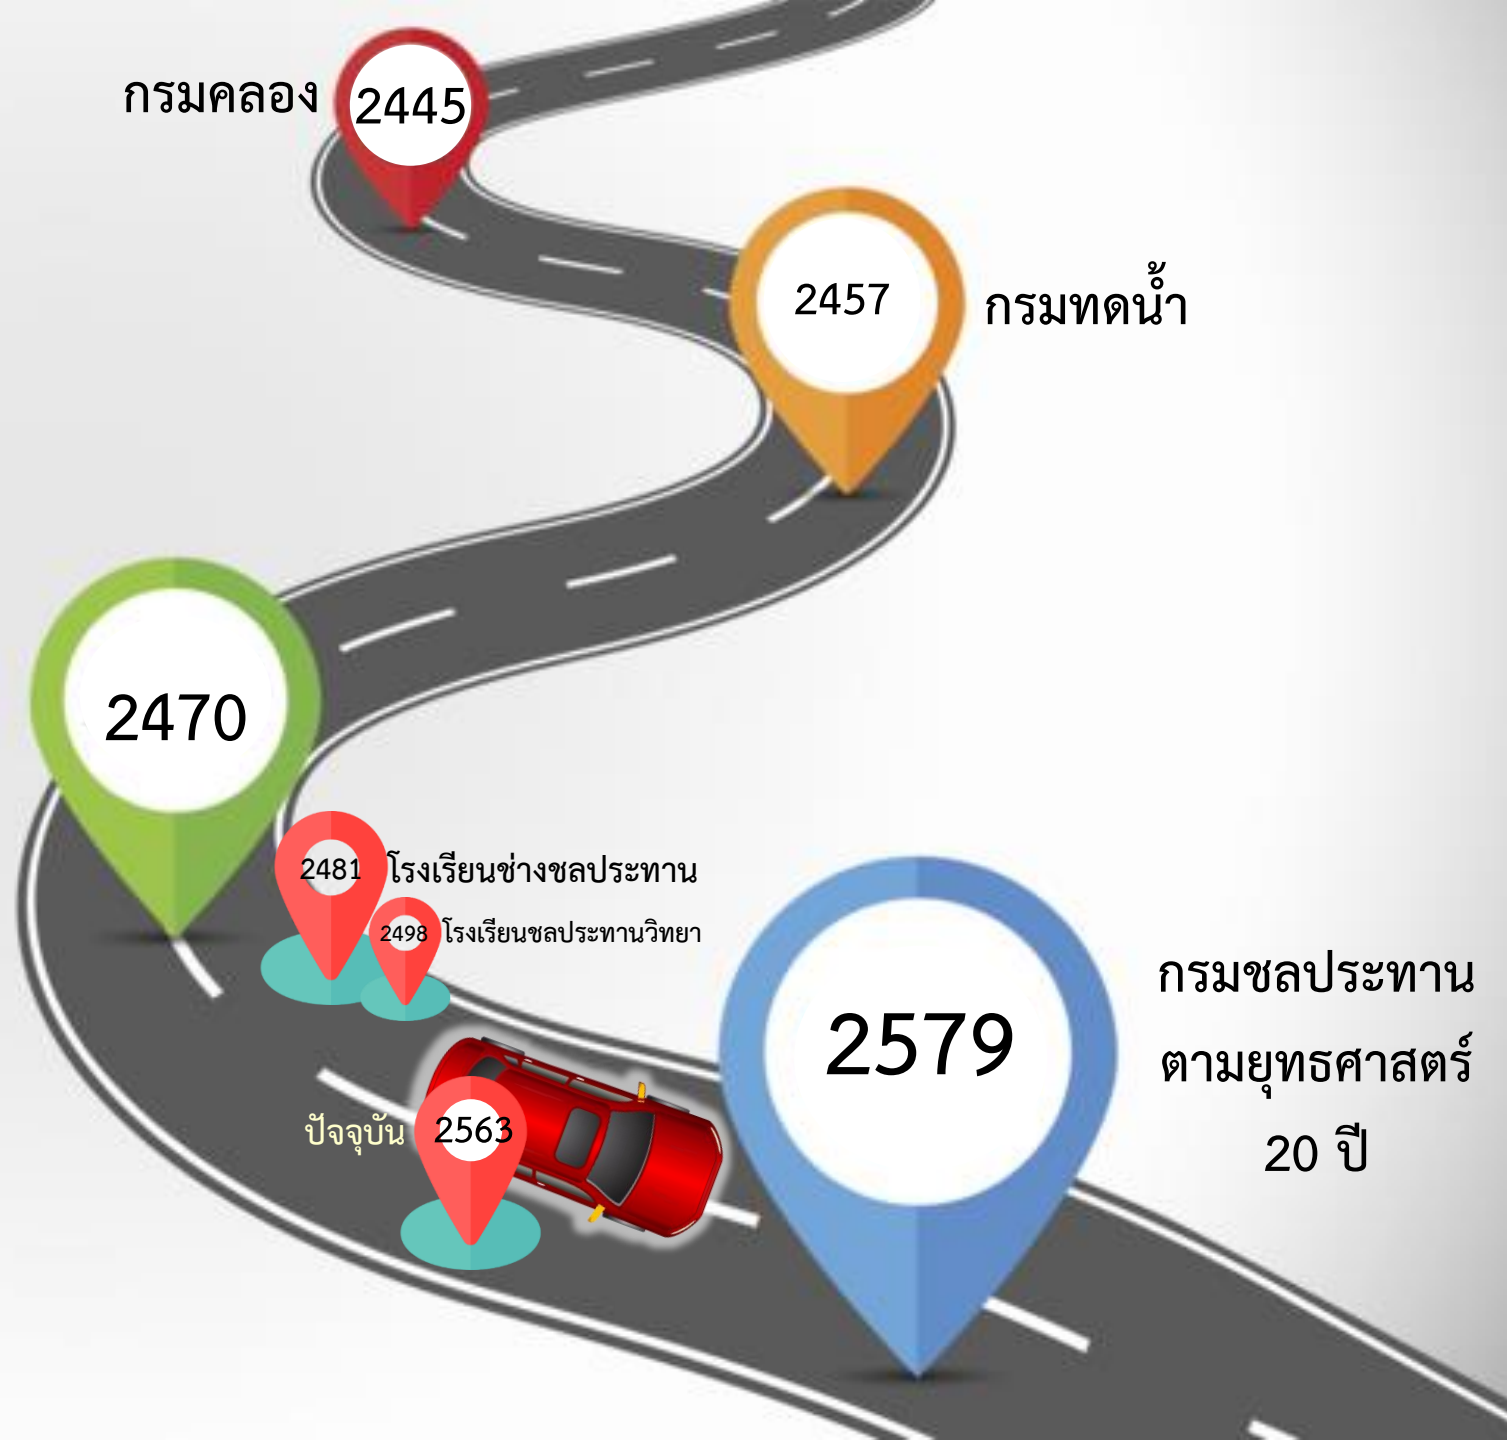 กรมคลอง
2445
2457
กรมทดน้ำ
2470
2481
โรงเรียนช่างชลประทาน
2498
โรงเรียนชลประทานวิทยา
2579
กรมชลประทาน
ตามยุทธศาสตร์
20 ปี
ปัจจุบัน
2563